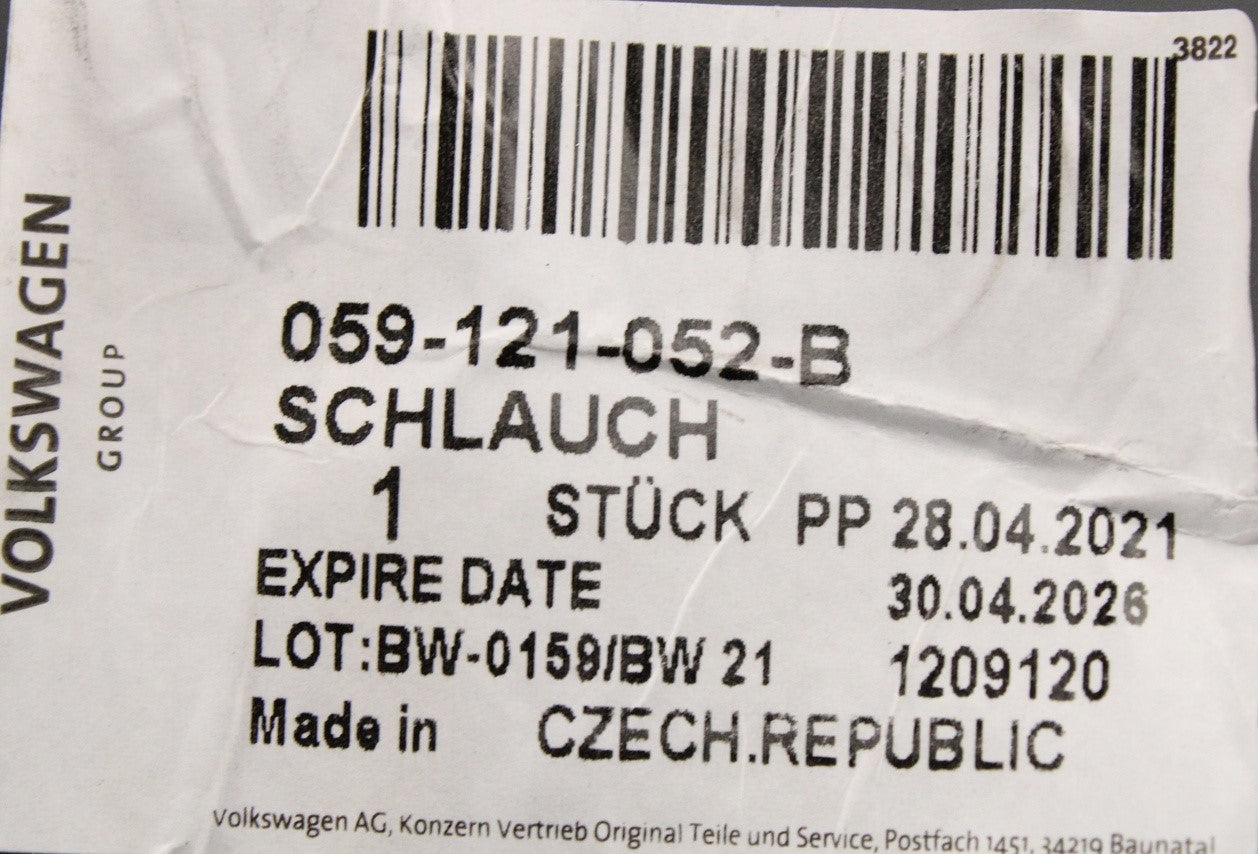 3822
VOLKSWAGEN
GROUP
059-121-052-B
SCHLAUCH
1 STÜCK PP 28.04.2021
EXPIRE DATE 30.04.2026
LOT:BW-0159/BW 21 1209120
Made in CZECH.REPUBLIC
Volkswagen AG, Konzern Vertrieb Original Teile und Service, Postfach 1451, 34219 Baunatal